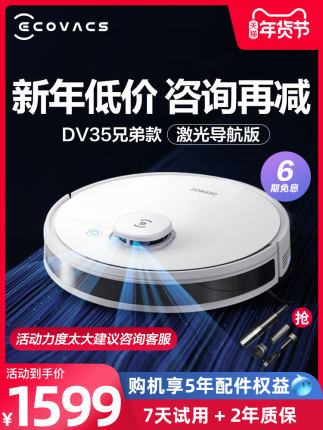 ECOVACS
天猫 年货节
新年低价 咨询再减
DV35兄弟款 激光导航版
6
期免息
DEEBOT
抢
活动力度太大建议咨询客服
活动到手价
¥1599
购机享5年配件权益
7天试用 + 2年质保